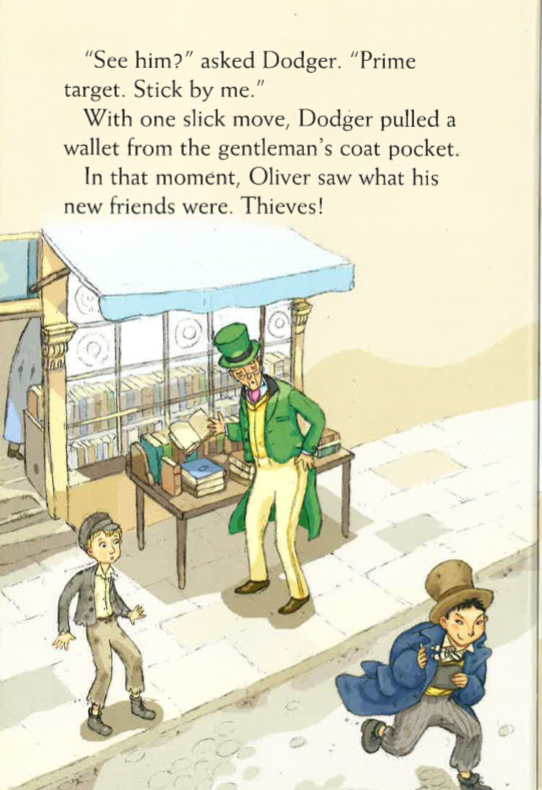 “See him?” asked Dodger. “Prime
target. Stick by me.”
With one slick move, Dodger pulled a
wallet from the gentleman’s coat pocket.
In that moment, Oliver saw what his
new friends were. Thieves!